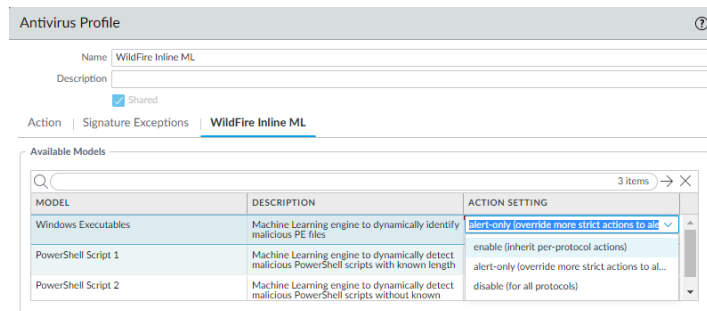 Antivirus Profile
?
Name WildFire Inline ML
Description
Shared
Action | Signature Exceptions | WildFire Inline ML
Available Models
3 items
MODEL DESCRIPTION ACTION SETTING
Windows Executables Machine Learning engine to dynamically identify alert-only (override more strict actions to ale
malicious PE files
enable (inherit per-protocol actions)
PowerShell Script 1 Machine Learning engine to dynamically detect alert-only (override more strict actions to al...
malicious PowerShell scripts with known length
disable (for all protocols)
PowerShell Script 2 Machine Learning engine to dynamically detect
malicious PowerShell scripts without known